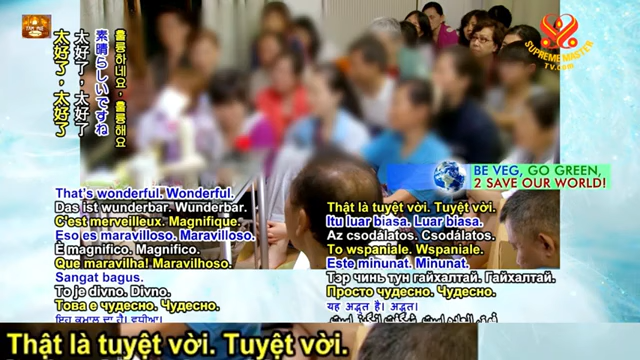 太好了，太好了
太好了，太好了
素晴らしいですね
훌륭하네요，훌륭해요
SUPREME MASTER
TV.com
BE VEG, GO GREEN,
2 SAVE OUR WORLD!
That's wonderful. Wonderful.
Das ist wunderbar. Wunderbar.
C'est merveilleux. Magnifique.
Eso es maravilloso. Maravilloso.
È magnifico. Magnifico.
Que maravilha! Maravilhoso.
Sangat bagus.
To je divno. Divno.
Това е чудесно. Чудесно.
ਇਹ ਕਮਾਲ ਦਾ ਹੈ। ਵਧੀਆ।
Thật là tuyệt vời. Tuyệt vời.
Itu luar biasa. Luar biasa.
Az csodálatos. Csodálatos.
To wspaniale. Wspaniale.
Este minunat. Minunat.
Тэр чинь тун гайхалтай. Гайхалтай.
Просто чудесно. Чудесно.
यह अद्भुत है। अद्भुत।
Thật là tuyệt vời. Tuyệt vời.